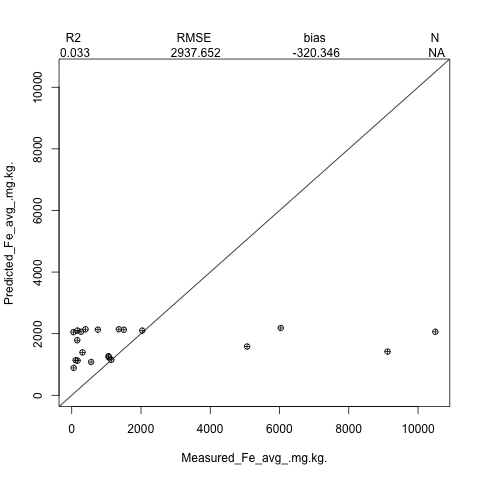 R2 RMSE bias N
0.033 2937.652 -320.346 NA
10000
8000
6000
4000
2000
0
Predicted_Fe_avg_.mg.kg.
0 2000 4000 6000 8000 10000
Measured_Fe_avg_.mg.kg.